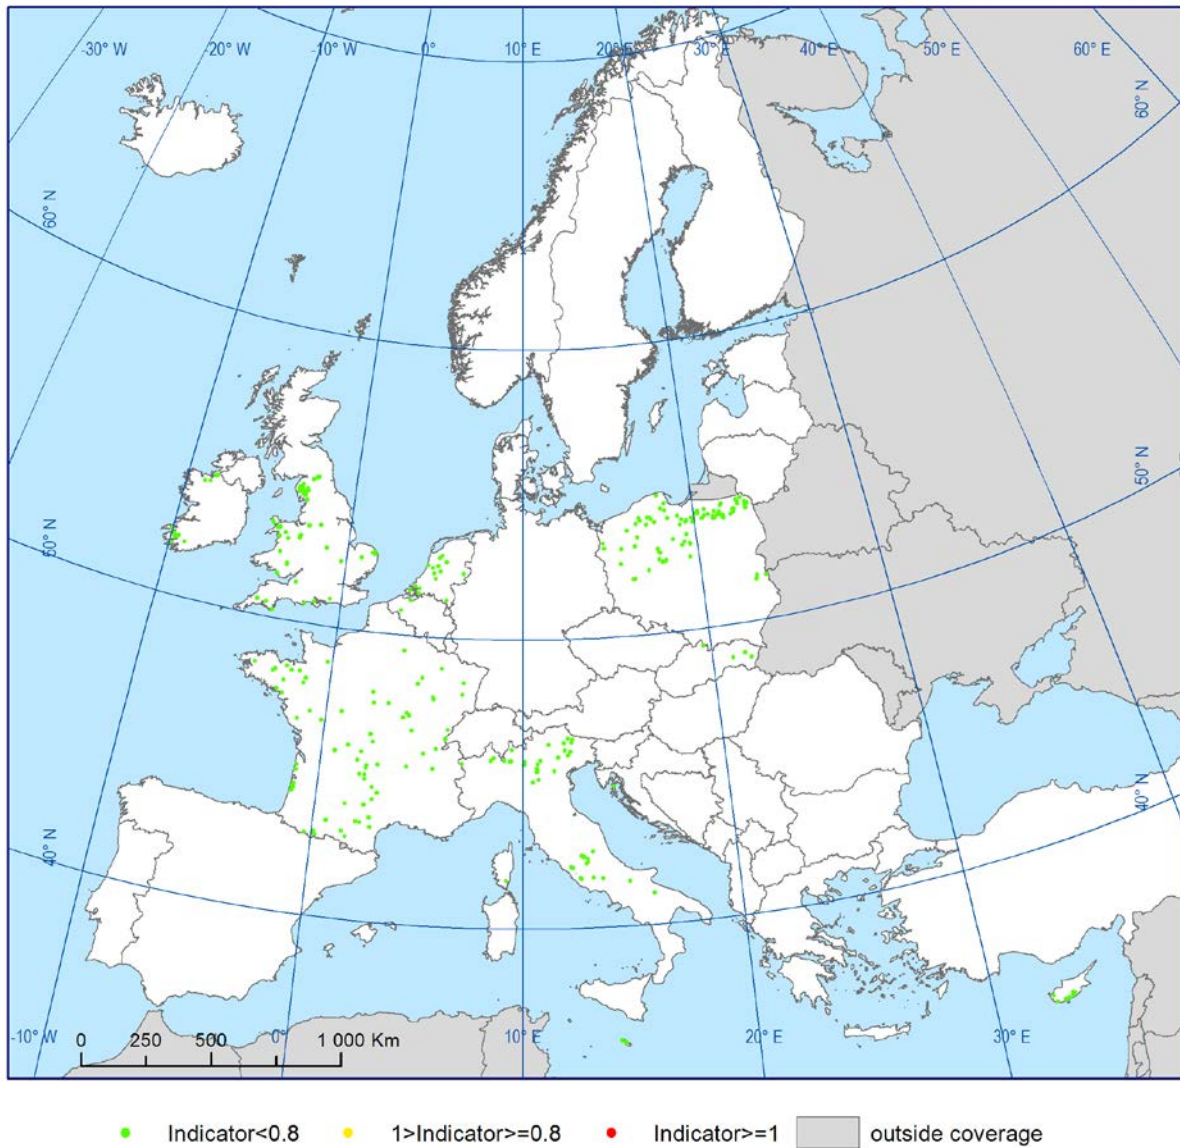 -30° W -20° W -10° W 0° 10° E 20° E 30° E 40° E 50° E 60° E
60° N
60° N
50° N
50° N
40° N
40° N
-10° W 0° 10° E 20° E 30° E
0 250 500 1 000 Km
Indicator<0.8 1>Indicator>=0.8 Indicator>=1 outside coverage